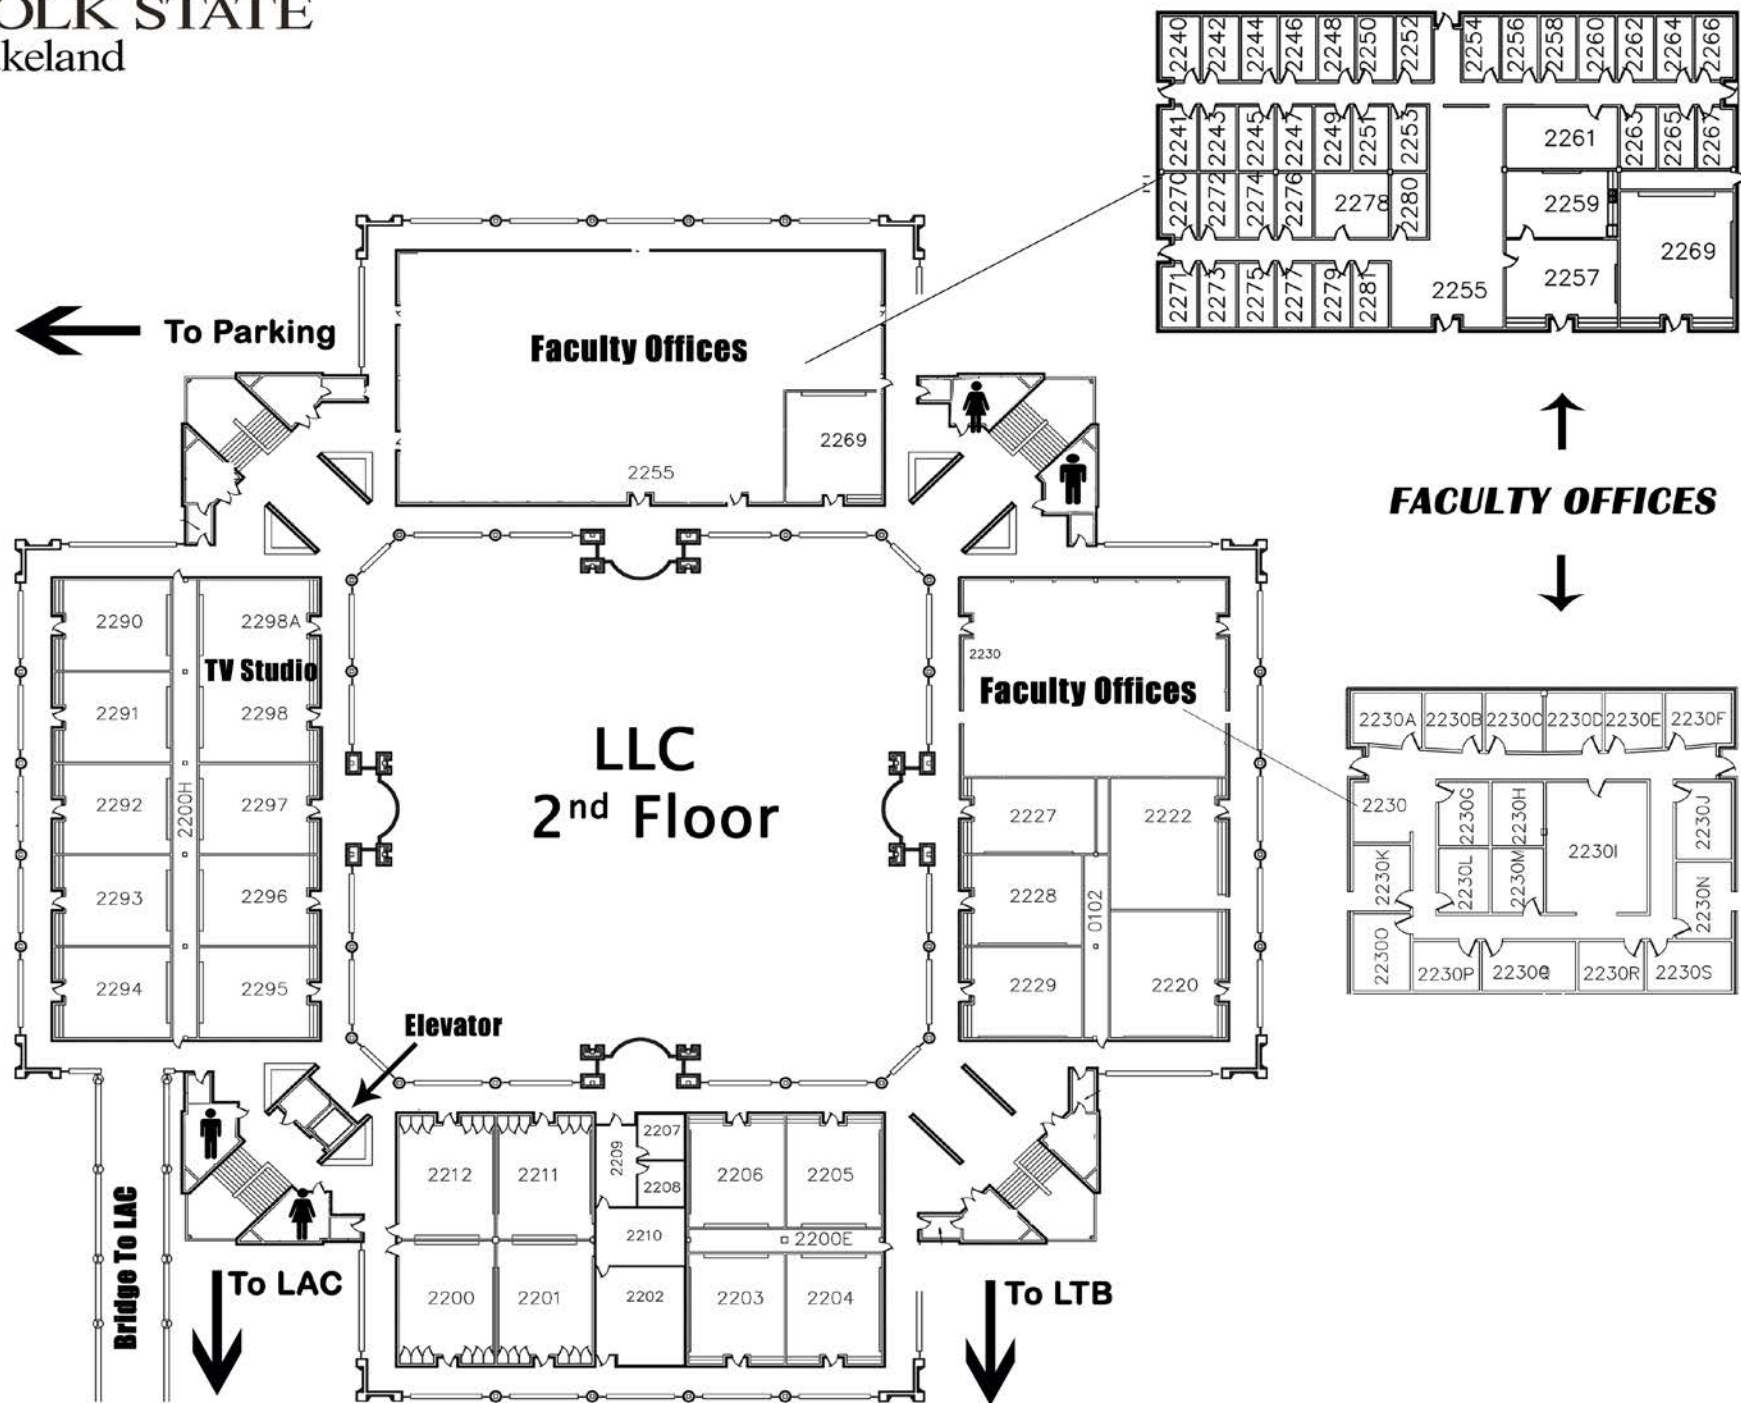 OLK STATE
keland
2240 2242 2244 2246 2248 2250 2252 2254 2256 2258 2260 2262 2264 2266
2241 2243 2245 2247 2249 2251 2253 2261 2263 2265 2267
2270 2272 2274 2276 2278 2280 2259 2269
2271 2273 2275 2277 2279 2281 2255 2257
To Parking
Faculty Offices
2269
2255
FACULTY OFFICES
2290 2298A
TV Studio
2291 2298
2292 2297
2200H
2293 2296
2294 2295
LLC
2nd Floor
2230
Faculty Offices
2227 2222
2228
0102
2229 2220
2230A 2230B 2230C 2230D 2230E 2230F
2230 2230G 2230H 2230I 2230J
2230K 2230L 2230M 2230N
2230O 2230P 2230Q 2230R 2230S
Elevator
2212 2211 2209 2207 2206 2205
2208
2210 2200E
2200 2201 2202 2203 2204
Bridge To LAC
To LAC
To LTB